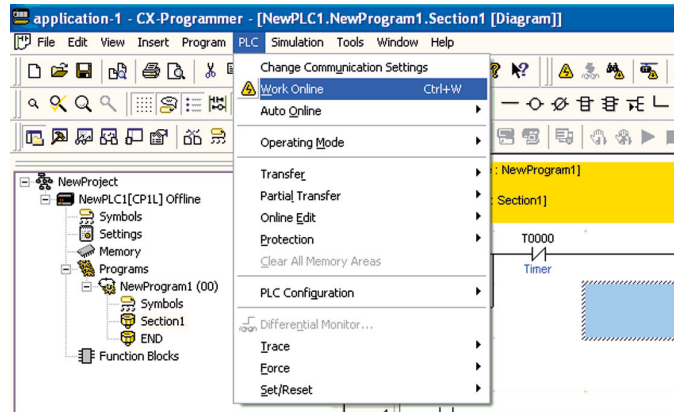 application-1 - CX-Programmer - [NewPLC1.NewProgram1.Section1 [Diagram]]
File Edit View Insert Program PLC Simulation Tools Window Help
Change Communication Settings
Work Online Ctrl+W
Auto Online
Operating Mode
Transfer
Partial Transfer
Online Edit
Protection
Clear All Memory Areas
PLC Configuration
Differential Monitor...
Trace
Force
Set/Reset
NewProject
NewPLC1[CP1L] Offline
Symbols
Settings
Memory
Programs
NewProgram1 (00)
Symbols
Section1
END
Function Blocks
: NewProgram1]
: Section1]
T0000
Timer